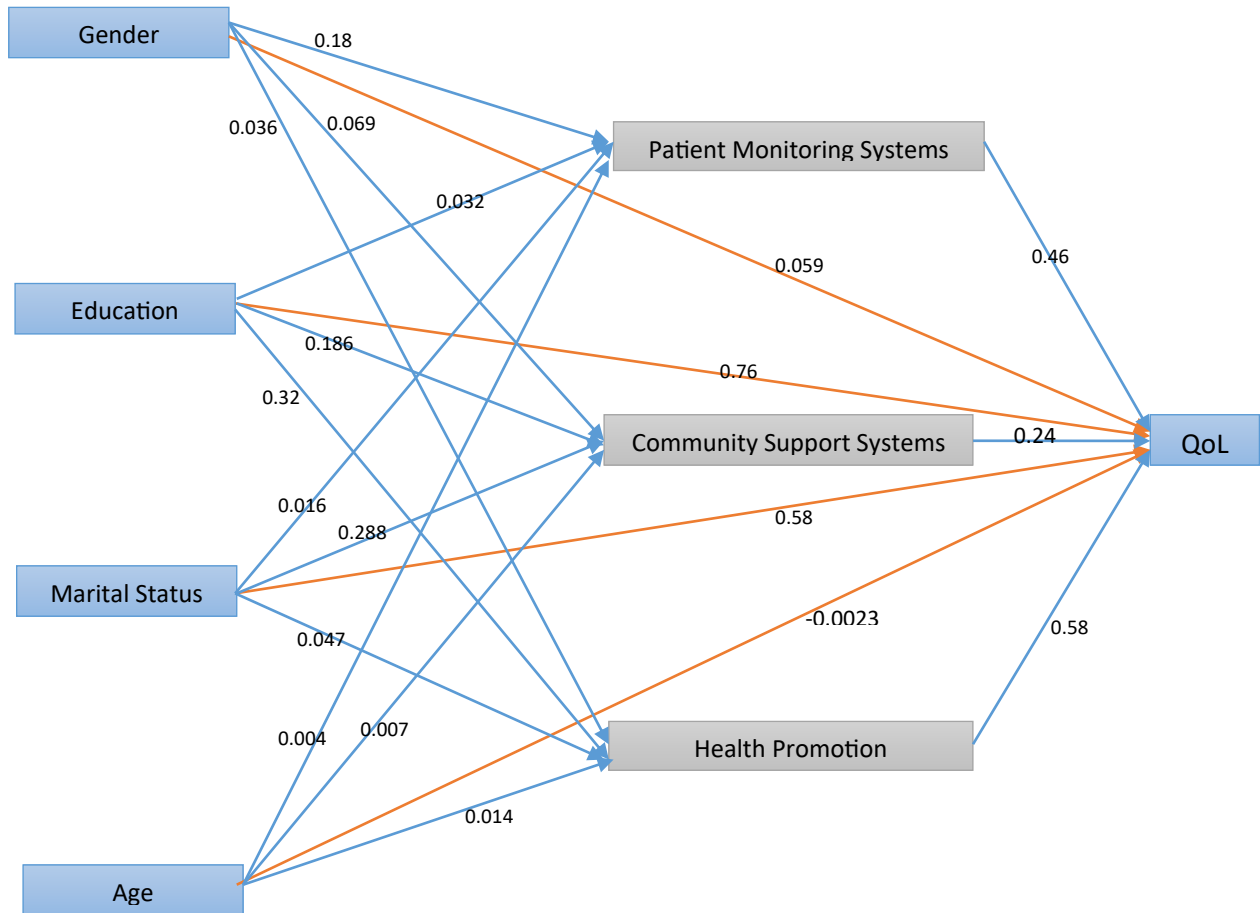 Gender
0.18
0.036
0.069
Patient Monitoring Systems
0.032
0.059
0.46
Education
0.186
0.76
0.32
Community Support Systems
0.24
QoL
0.016
0.288
0.58
Marital Status
-0.0023
0.58
0.047
0.004
0.007
Health Promotion
0.014
Age